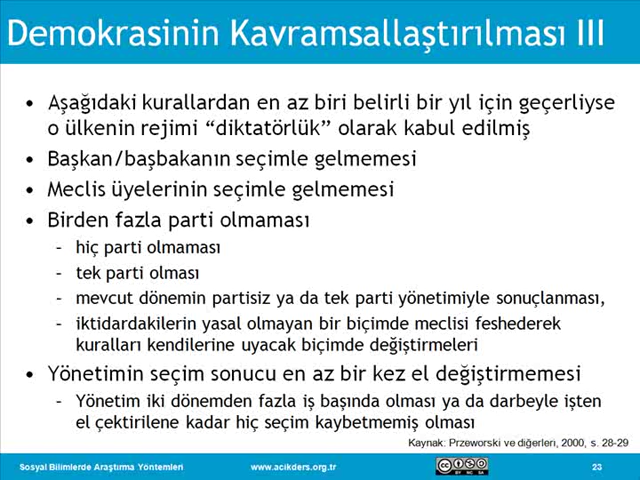 Demokrasinin Kavramsallaştırılması III
• Aşağıdaki kurallardan en az biri belirli bir yıl için geçerliyse
o ülkenin rejimi “diktatörlük” olarak kabul edilmiş
• Başkan/başbakanın seçimle gelmemesi
• Meclis üyelerinin seçimle gelmemesi
• Birden fazla parti olmaması
– hiç parti olmaması
– tek parti olması
– mevcut dönemin partisiz ya da tek parti yönetimiyle sonuçlanması,
– iktidardakilerin yasal olmayan bir biçimde meclisi feshederek
kuralları kendilerine uyacak biçimde değiştirmeleri
• Yönetimin seçim sonucu en az bir kez el değiştirmemesi
– Yönetim iki dönemden fazla iş başında olması ya da darbeyle işten
el çektirilene kadar hiç seçim kaybetmemiş olması
Kaynak: Przeworski ve diğerleri, 2000, s. 28-29
Sosyal Bilimlerde Araştırma Yöntemleri www.acikders.org.tr 23
BY NC SA